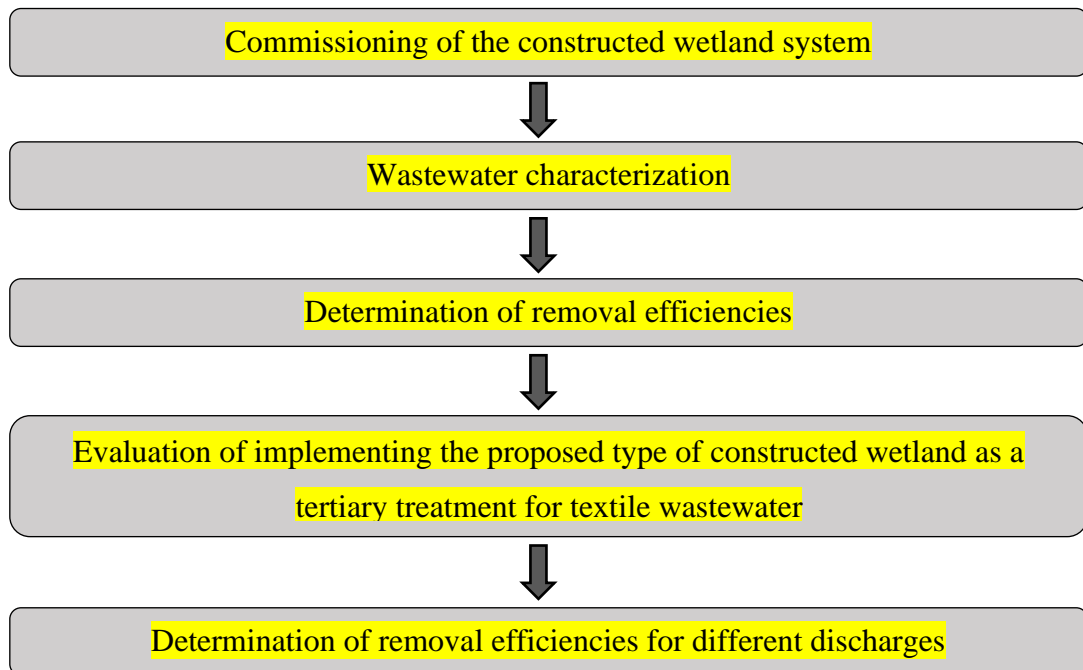 Commissioning of the constructed wetland system
Wastewater characterization
Determination of removal efficiencies
Evaluation of implementing the proposed type of constructed wetland as a
tertiary treatment for textile wastewater
Determination of removal efficiencies for different discharges